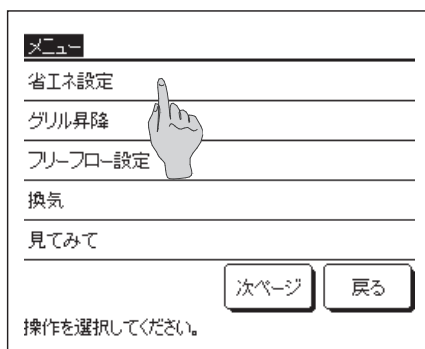 メニュー
省エネ設定
グリル昇降
フリーフロー設定
換気
見てみて
次ページ 戻る
操作を選択してください。